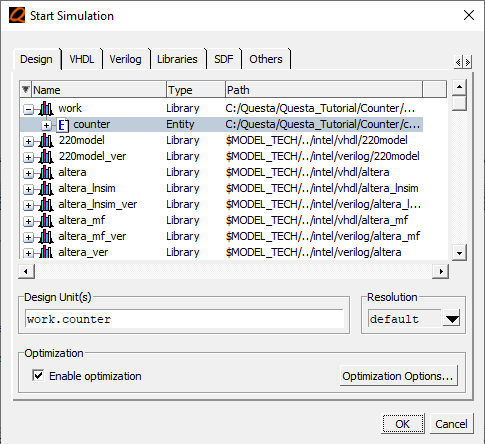 Start Simulation
Design VHDL Verilog Libraries SDF Others
Name Type Path
work Library C:/Questa/Questa_Tutorial/Counter/...
counter Entity C:/Questa/Questa_Tutorial/Counter/c...
220model Library $MODEL_TECH/../intel/vhdl/220model
220model_ver Library $MODEL_TECH/../intel/verilog/220model
altera Library $MODEL_TECH/../intel/vhdl/altera
altera_lnsim Library $MODEL_TECH/../intel/vhdl/altera_lnsim
altera_lnsim_ver Library $MODEL_TECH/../intel/verilog/altera_l...
altera_mf Library $MODEL_TECH/../intel/vhdl/altera_mf
altera_mf_ver Library $MODEL_TECH/../intel/verilog/altera_mf
altera_ver Library $MODEL_TECH/../intel/verilog/altera
Design Unit(s) Resolution
work.counter default
Optimization
Enable optimization Optimization Options...
OK Cancel